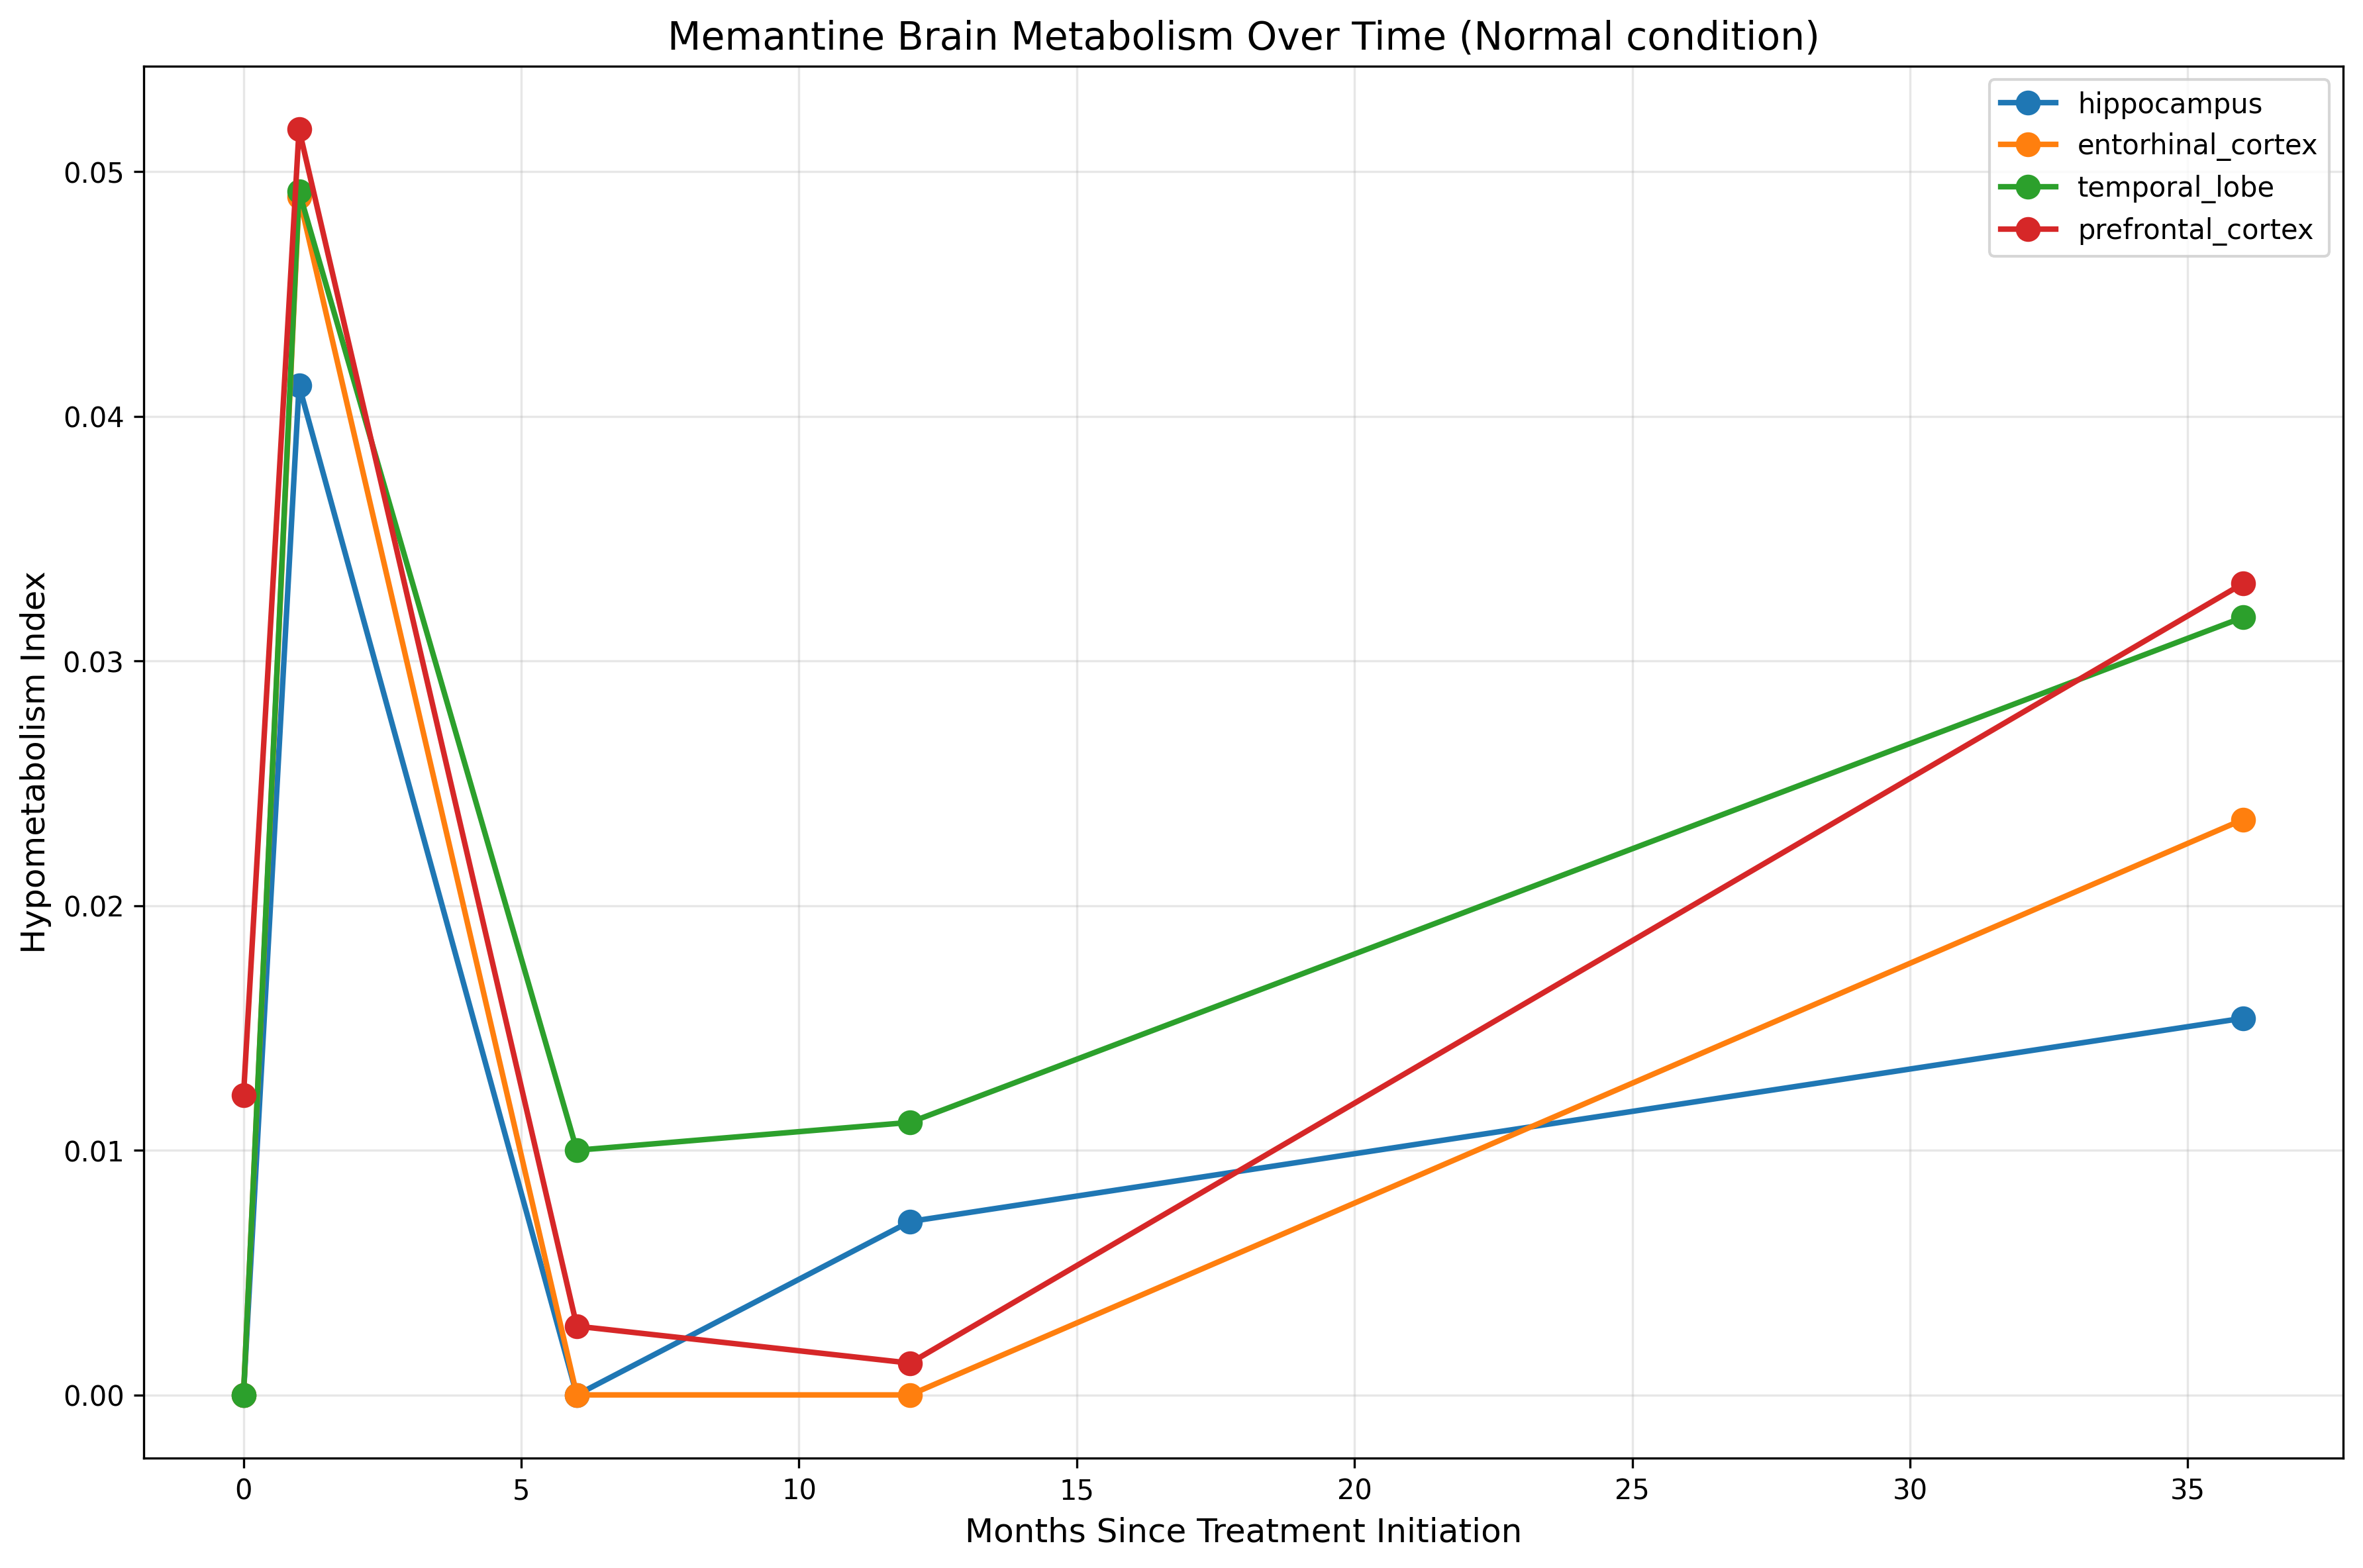 Memantine Brain Metabolism Over Time (Normal condition)
hippocampus
entorhinal_cortex
temporal_lobe
prefrontal_cortex
Hypometabolism Index
0.05
0.04
0.03
0.02
0.01
0.00
0 5 10 15 20 25 30 35
Months Since Treatment Initiation